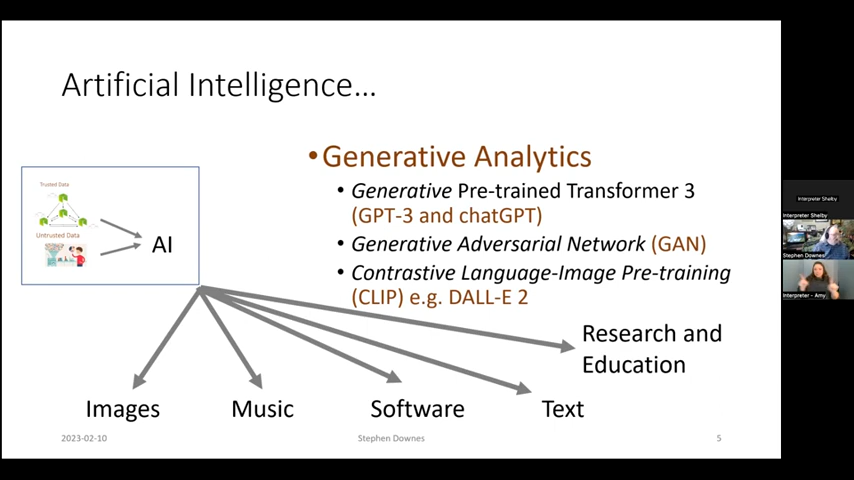 Artificial Intelligence...
•Generative Analytics
• Generative Pre-trained Transformer 3
(GPT-3 and chatGPT)
• Generative Adversarial Network (GAN)
• Contrastive Language-Image Pre-training
(CLIP) e.g. DALL-E 2
Trusted Data
Untrusted Data
AI
Research and
Education
Images
Music
Software
Text
2023-02-10
Stephen Downes
5
Interpreter Shelby
Interpreter Shelby
Stephen Downes
Interpreter - Amy